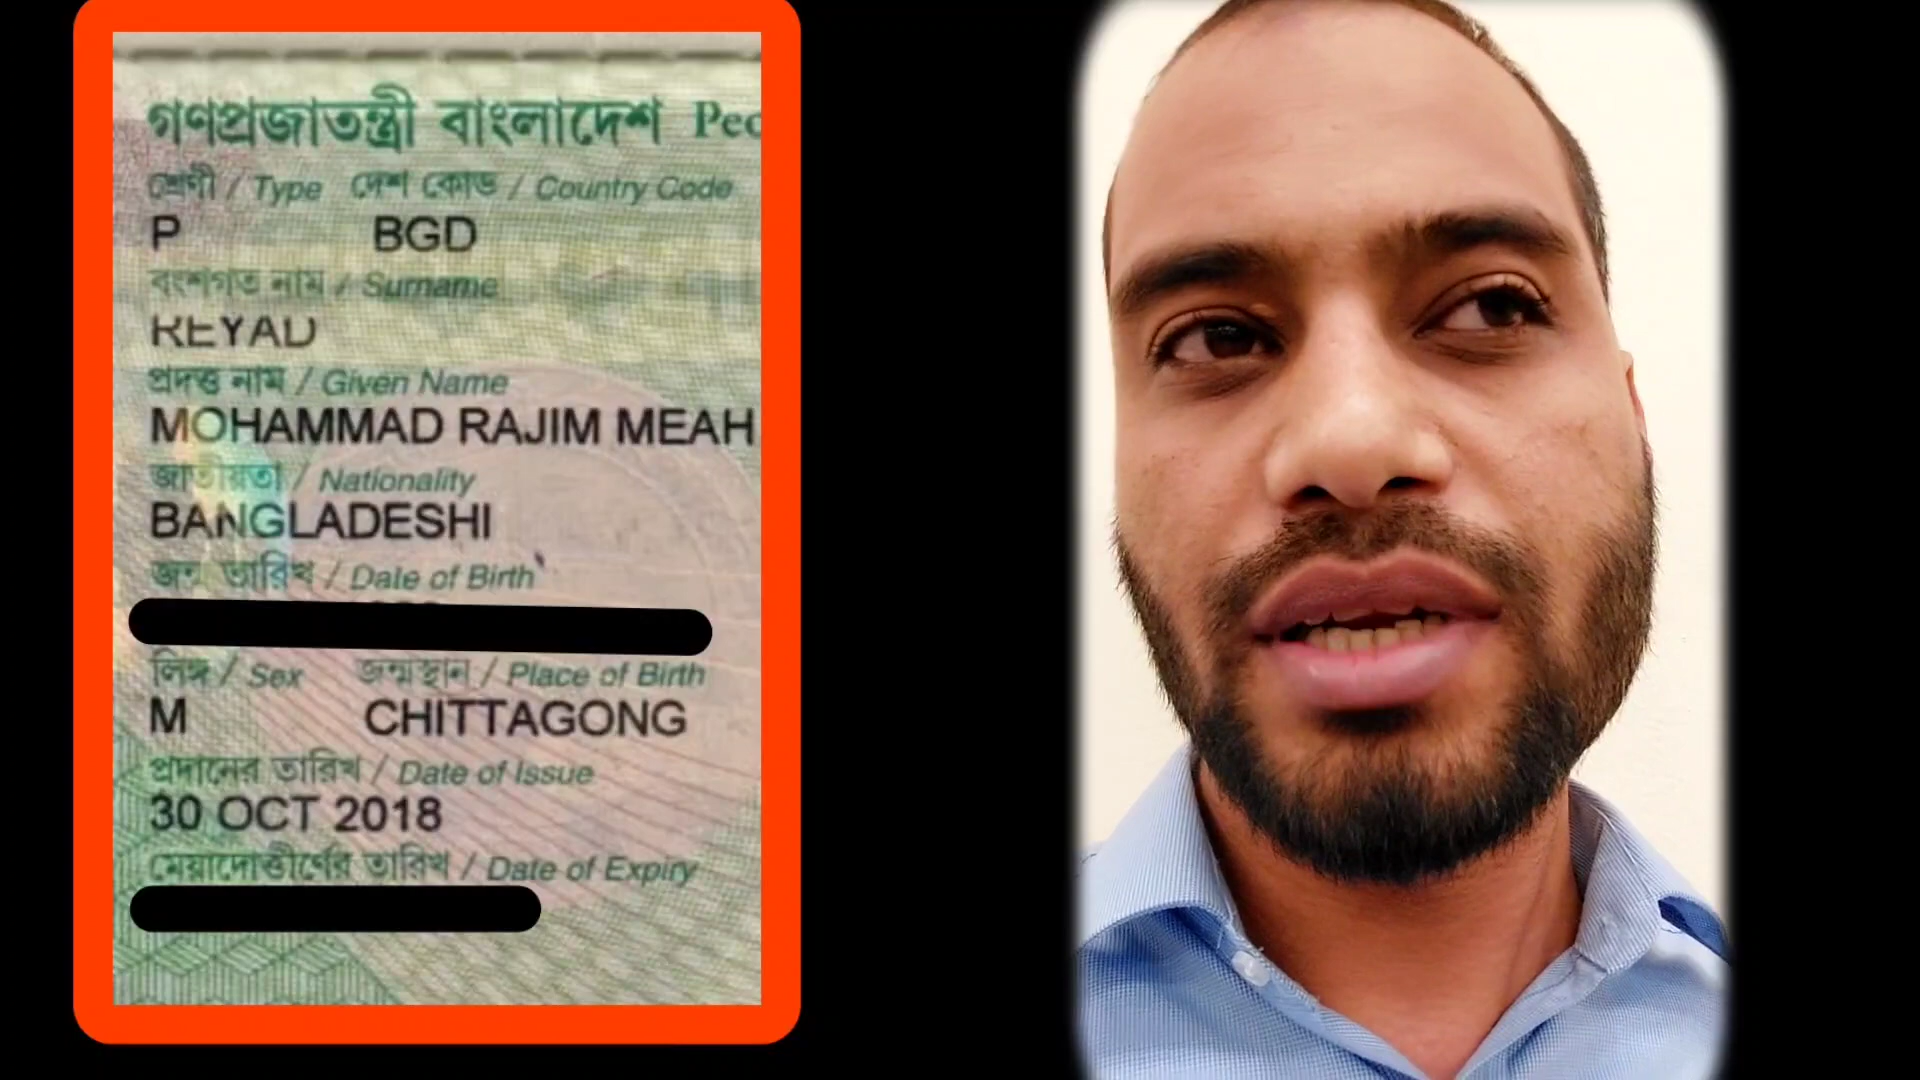 গণপ্রজাতন্ত্রী বাংলাদেশ Peo
শ্রেণী / Type দেশ কোড / Country Code
P BGD
বংশগত নাম / Surname
REYAD
প্রদত্ত নাম / Given Name
MOHAMMAD RAJIM MEAH
জাতীয়তা / Nationality
BANGLADESHI
জন্ম তারিখ / Date of Birth
লিঙ্গ / Sex জন্মস্থান / Place of Birth
M CHITTAGONG
প্রদানের তারিখ / Date of Issue
30 OCT 2018
মেয়াদোত্তীর্ণের তারিখ / Date of Expiry